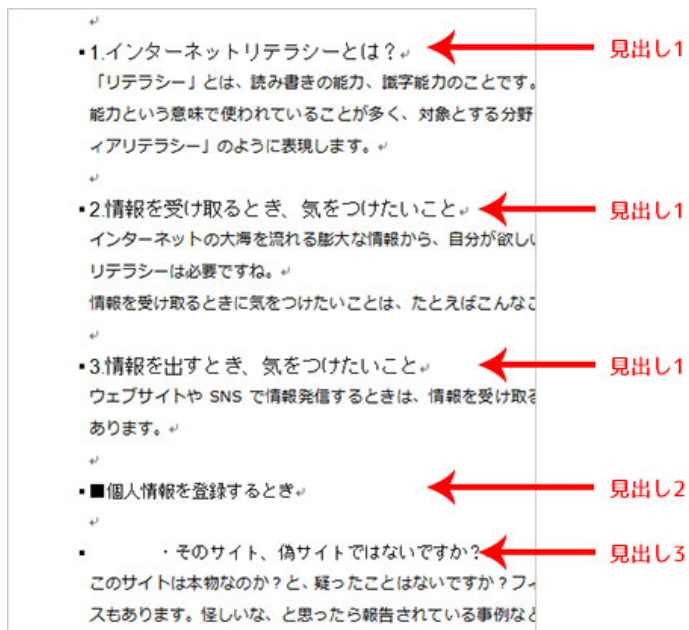 1.インターネットリテラシーとは？ 見出し1
「リテラシー」とは、読み書きの能力、識字能力のことです。
能力という意味で使われていることが多く、対象とする分野
ィアリテラシー」のように表現します。
2.情報を受け取るとき、気をつけたいこと 見出し1
インターネットの大海を流れる膨大な情報から、自分が欲し
リテラシーは必要ですね。
情報を受け取るときに気をつけたいことは、たとえばこんなこ
3.情報を出すとき、気をつけたいこと 見出し1
ウェブサイトや SNS で情報発信するときは、情報を受け取る
あります。
■個人情報を登録するとき 見出し2
・そのサイト、偽サイトではないですか？ 見出し3
このサイトは本物なのか？と、疑ったことはないですか？フィ
スもあります。怪しいな、と思ったら報告されている事例など